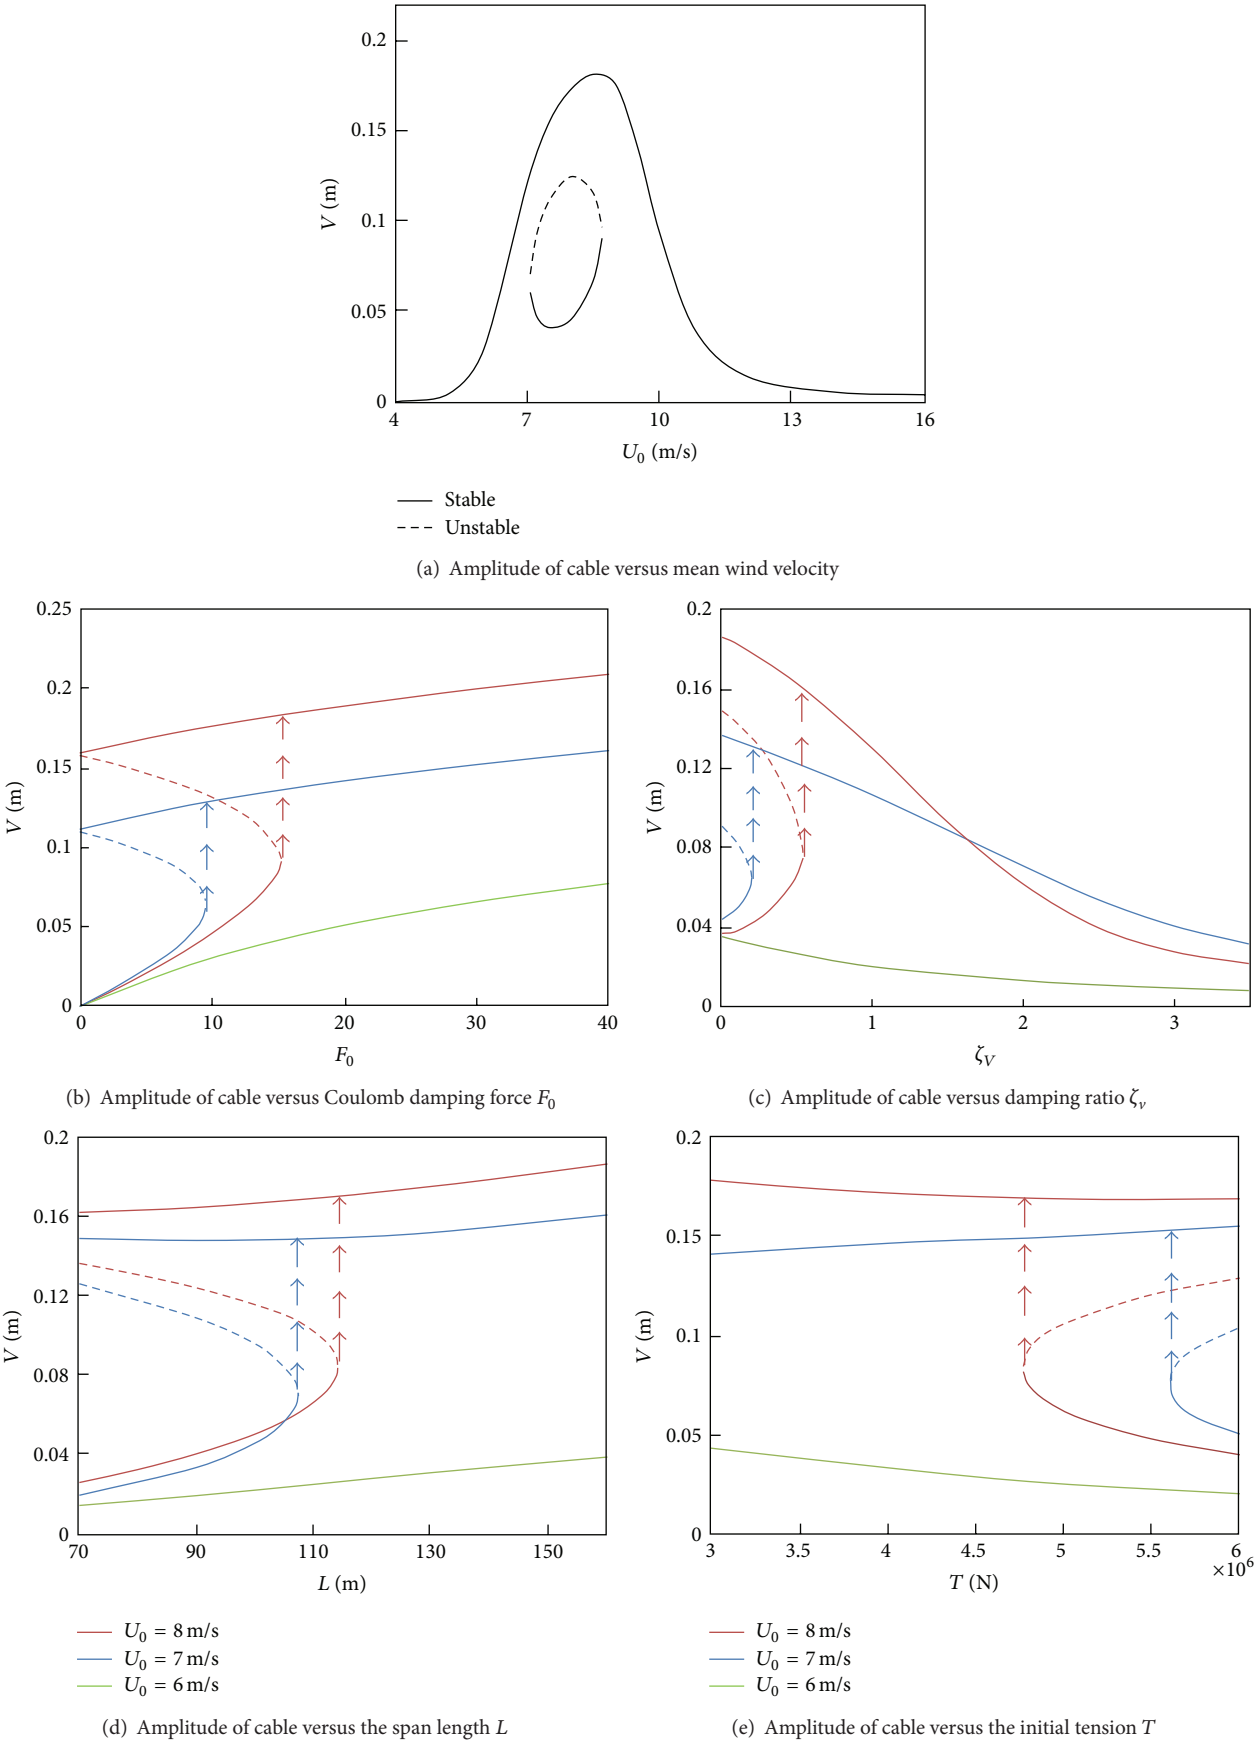 0.2
0.15
V (m)
0.1
0.05
0
4 7 10 13 16
U0 (m/s)
Stable
Unstable
(a) Amplitude of cable versus mean wind velocity
0.25
0.2
0.15
V (m)
0.1
0.05
0
0 10 20 30 40
F0
(b) Amplitude of cable versus Coulomb damping force F0
0.2
0.16
0.12
V (m)
0.08
0.04
0
0 1 2 3
ζV
(c) Amplitude of cable versus damping ratio ζv
0.2
0.16
0.12
V (m)
0.08
0.04
0
70 90 110 130 150
L (m)
U0 = 8 m/s
U0 = 7 m/s
U0 = 6 m/s
(d) Amplitude of cable versus the span length L
0.2
0.15
V (m)
0.1
0.05
0
3 3.5 4 4.5 5 5.5 6
×10⁶
T (N)
U0 = 8 m/s
U0 = 7 m/s
U0 = 6 m/s
(e) Amplitude of cable versus the initial tension T